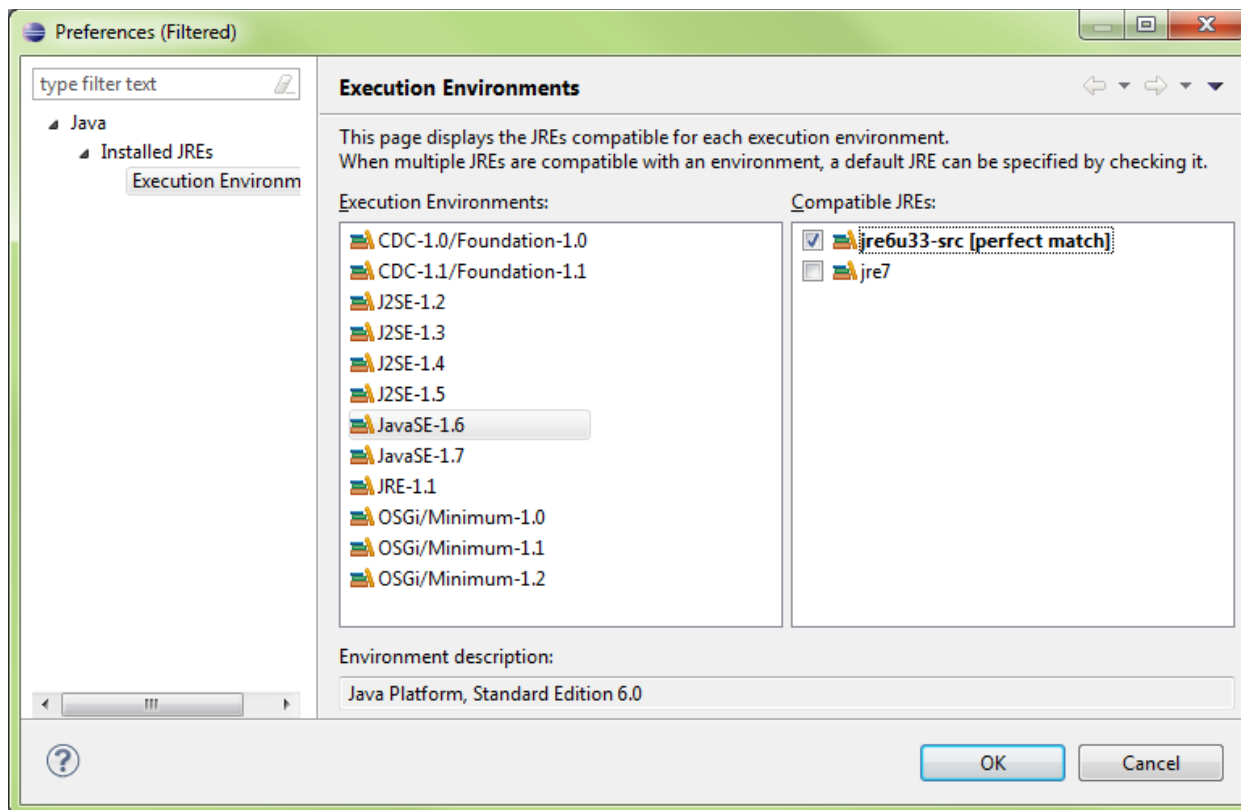 Preferences (Filtered)
type filter text
Java
Installed JREs
Execution Environm
Execution Environments
This page displays the JREs compatible for each execution environment.
When multiple JREs are compatible with an environment, a default JRE can be specified by checking it.
Execution Environments:
CDC-1.0/Foundation-1.0
CDC-1.1/Foundation-1.1
J2SE-1.2
J2SE-1.3
J2SE-1.4
J2SE-1.5
JavaSE-1.6
JavaSE-1.7
JRE-1.1
OSGi/Minimum-1.0
OSGi/Minimum-1.1
OSGi/Minimum-1.2
Compatible JREs:
jre6u33-src [perfect match]
jre7
Environment description:
Java Platform, Standard Edition 6.0
OK
Cancel